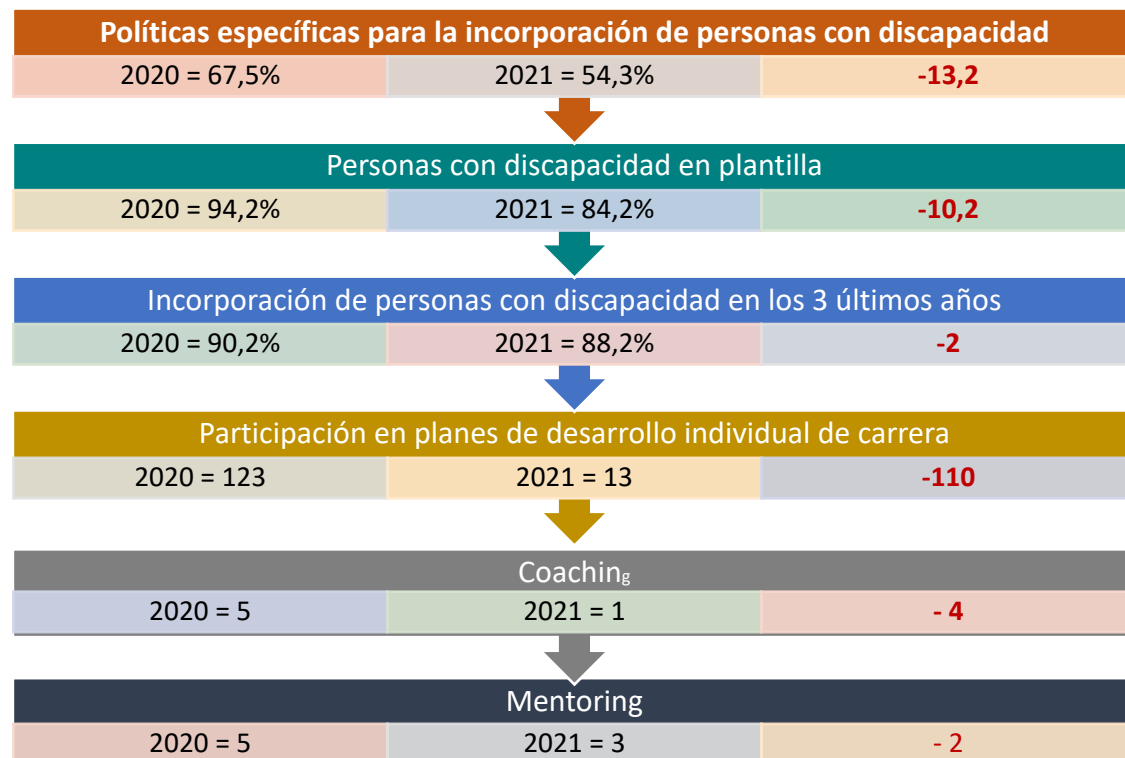 Políticas específicas para la incorporación de personas con discapacidad
2020 = 67,5% 2021 = 54,3% -13,2
Personas con discapacidad en plantilla
2020 = 94,2% 2021 = 84,2% -10,2
Incorporación de personas con discapacidad en los 3 últimos años
2020 = 90,2% 2021 = 88,2% -2
Participación en planes de desarrollo individual de carrera
2020 = 123 2021 = 13 -110
Coaching
2020 = 5 2021 = 1 - 4
Mentoring
2020 = 5 2021 = 3 - 2